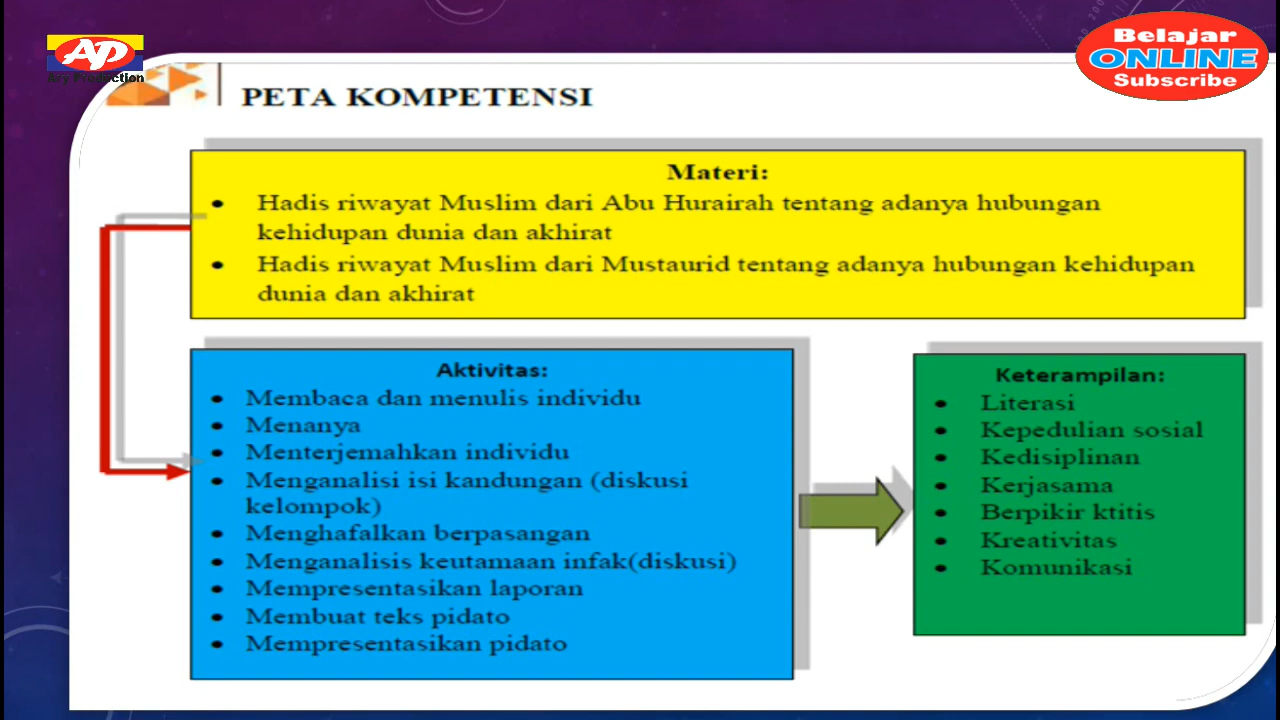 AP
Ary Production
Belajar
ONLINE
Subscribe
PETA KOMPETENSI
Materi:
• Hadis riwayat Muslim dari Abu Hurairah tentang adanya hubungan
kehidupan dunia dan akhirat
• Hadis riwayat Muslim dari Mustaurid tentang adanya hubungan kehidupan
dunia dan akhirat
Aktivitas:
• Membaca dan menulis individu
• Menanya
• Menterjemahkan individu
• Menganalisi isi kandungan (diskusi
kelompok)
• Menghafalkan berpasangan
• Menganalisis keutamaan infak(diskusi)
• Mempresentasikan laporan
• Membuat teks pidato
• Mempresentasikan pidato
Keterampilan:
• Literasi
• Kepedulian sosial
• Kedisiplinan
• Kerjasama
• Berpikir ktitis
• Kreativitas
• Komunikasi